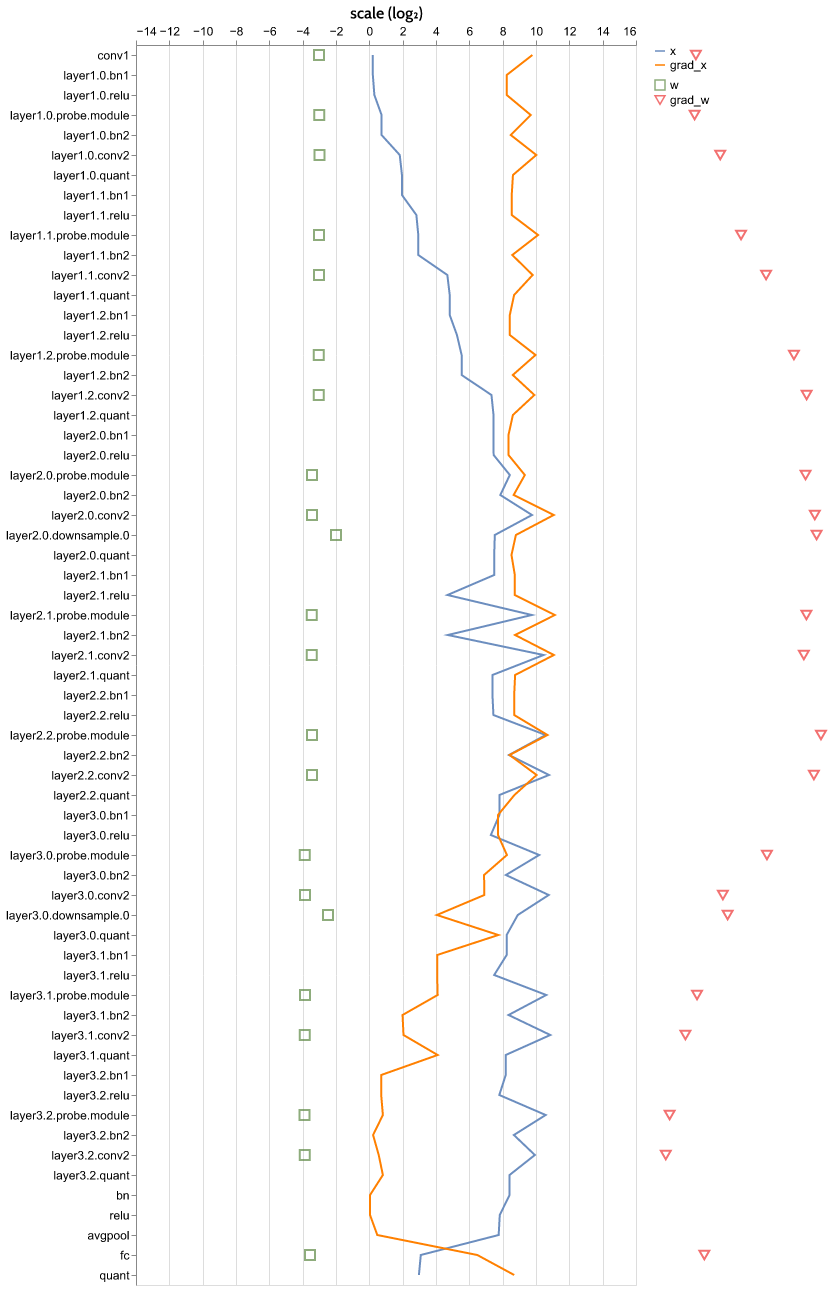 scale (log₂)
−14 −12 −10 −8 −6 −4 −2 0 2 4 6 8 10 12 14 16
x
grad_x
w
grad_w
conv1
layer1.0.bn1
layer1.0.relu
layer1.0.probe.module
layer1.0.bn2
layer1.0.conv2
layer1.0.quant
layer1.1.bn1
layer1.1.relu
layer1.1.probe.module
layer1.1.bn2
layer1.1.conv2
layer1.1.quant
layer1.2.bn1
layer1.2.relu
layer1.2.probe.module
layer1.2.bn2
layer1.2.conv2
layer1.2.quant
layer2.0.bn1
layer2.0.relu
layer2.0.probe.module
layer2.0.bn2
layer2.0.conv2
layer2.0.downsample.0
layer2.0.quant
layer2.1.bn1
layer2.1.relu
layer2.1.probe.module
layer2.1.bn2
layer2.1.conv2
layer2.1.quant
layer2.2.bn1
layer2.2.relu
layer2.2.probe.module
layer2.2.bn2
layer2.2.conv2
layer2.2.quant
layer3.0.bn1
layer3.0.relu
layer3.0.probe.module
layer3.0.bn2
layer3.0.conv2
layer3.0.downsample.0
layer3.0.quant
layer3.1.bn1
layer3.1.relu
layer3.1.probe.module
layer3.1.bn2
layer3.1.conv2
layer3.1.quant
layer3.2.bn1
layer3.2.relu
layer3.2.probe.module
layer3.2.bn2
layer3.2.conv2
layer3.2.quant
bn
relu
avgpool
fc
quant